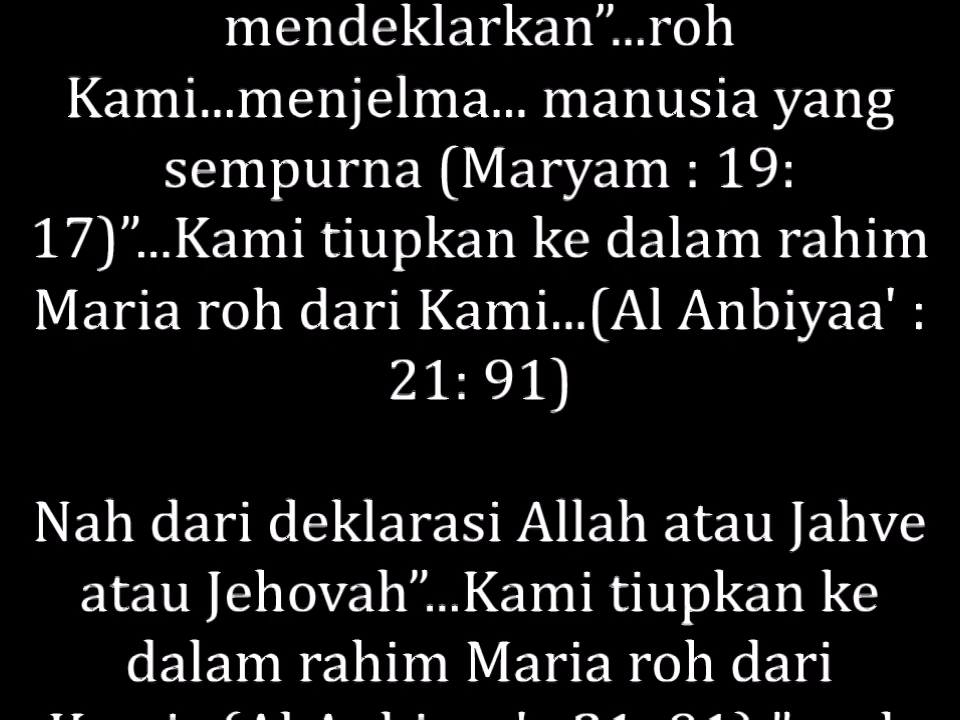 mendeklarkan”...roh
Kami...menjelma... manusia yang
sempurna (Maryam : 19:
17)”...Kami tiupkan ke dalam rahim
Maria roh dari Kami...(Al Anbiyaa' :
21: 91)
Nah dari deklarasi Allah atau Jahve
atau Jehovah”...Kami tiupkan ke
dalam rahim Maria roh dari